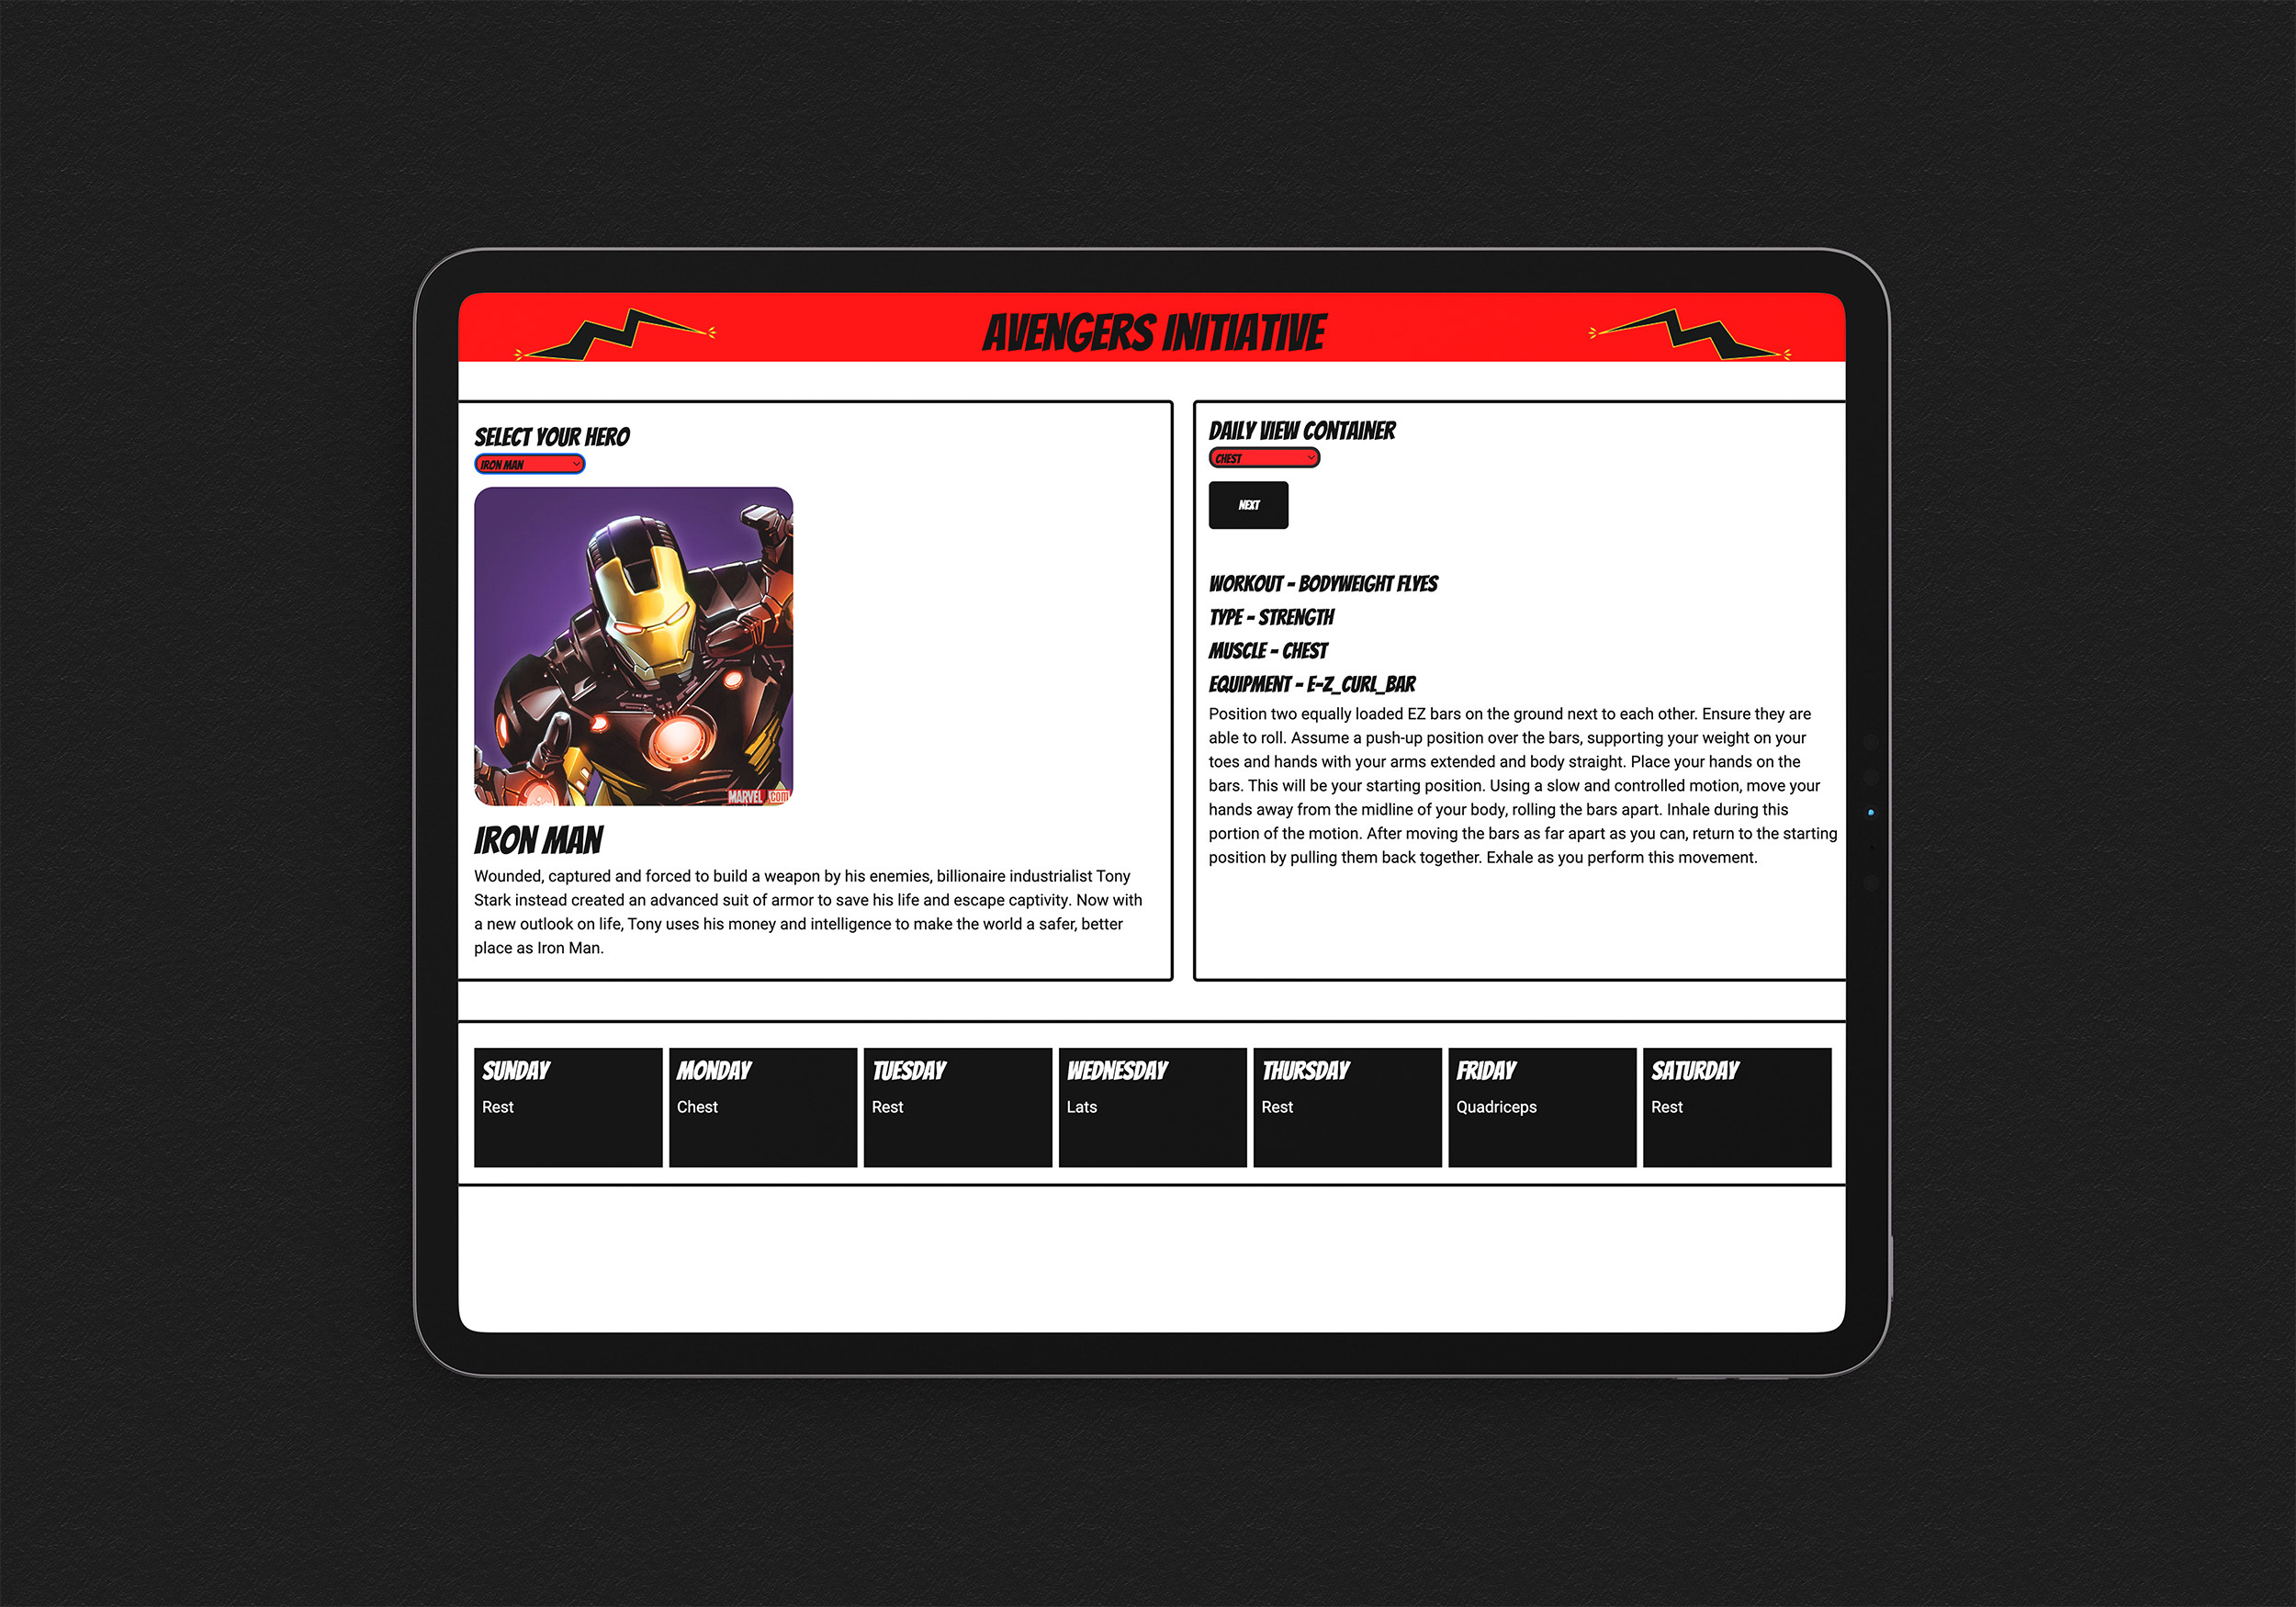 AVENGERS INITIATIVE
SELECT YOUR HERO
IRON MAN
MARVEL.COM
IRON MAN
Wounded, captured and forced to build a weapon by his enemies, billionaire industrialist Tony
Stark instead created an advanced suit of armor to save his life and escape captivity. Now with
a new outlook on life, Tony uses his money and intelligence to make the world a safer, better
place as Iron Man.
DAILY VIEW CONTAINER
CHEST
NEXT
WORKOUT - BODYWEIGHT FLYES
TYPE - STRENGTH
MUSCLE - CHEST
EQUIPMENT - E-Z_CURL_BAR
Position two equally loaded EZ bars on the ground next to each other. Ensure they are
able to roll. Assume a push-up position over the bars, supporting your weight on your
toes and hands with your arms extended and body straight. Place your hands on the
bars. This will be your starting position. Using a slow and controlled motion, move your
hands away from the midline of your body, rolling the bars apart. Inhale during this
portion of the motion. After moving the bars as far apart as you can, return to the starting
position by pulling them back together. Exhale as you perform this movement.
SUNDAY
Rest
MONDAY
Chest
TUESDAY
Rest
WEDNESDAY
Lats
THURSDAY
Rest
FRIDAY
Quadriceps
SATURDAY
Rest